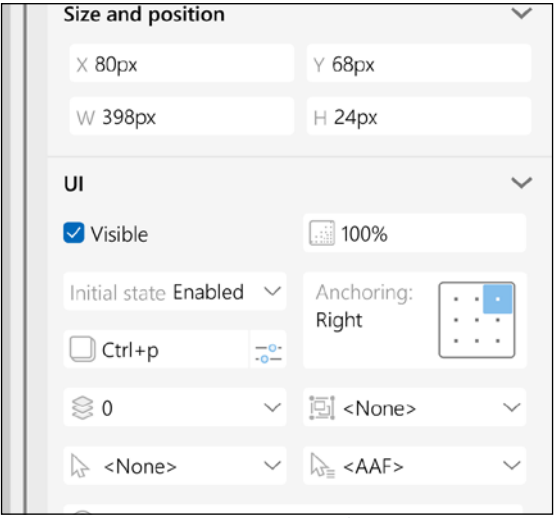 Size and position
X 80px
Y 68px
W 398px
H 24px
UI
Visible
100%
Initial state Enabled
Anchoring:
Right
Ctrl+p
0
<None>
<None>
<AAF>